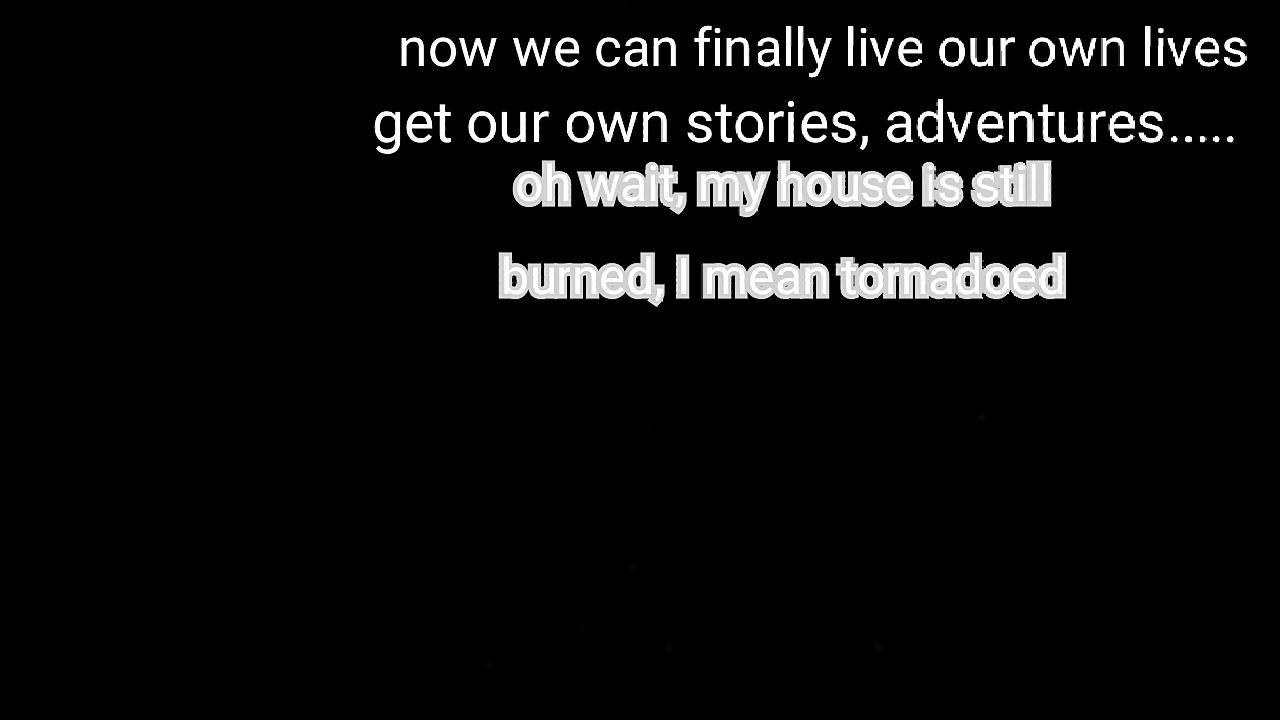 now we can finally live our own lives
get our own stories, adventures.....
oh wait, my house is still
burned, I mean tornadoed